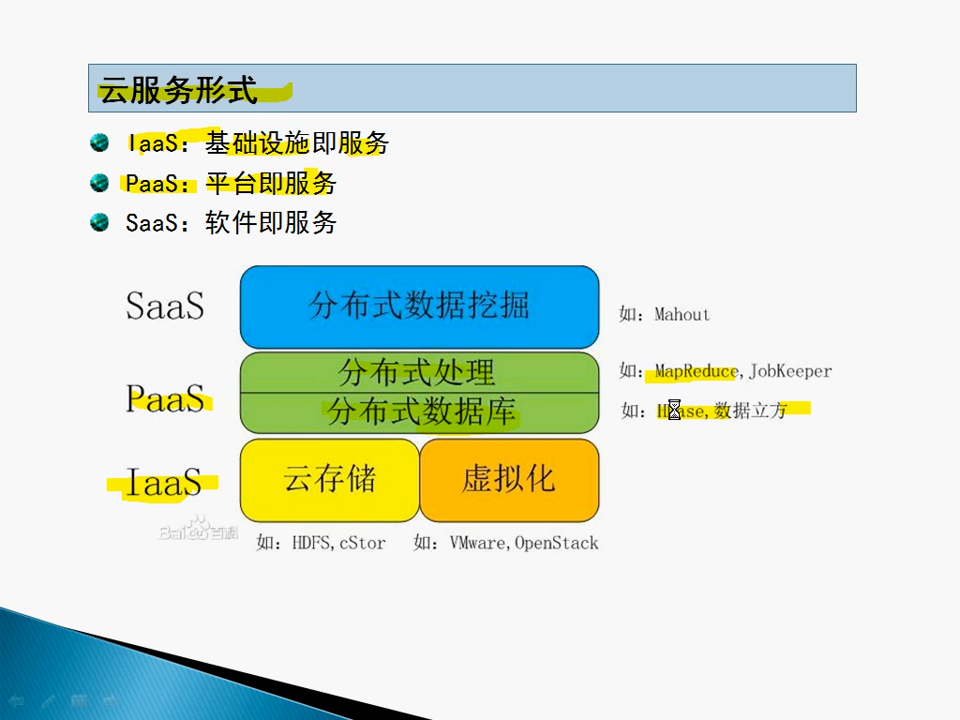 云服务形式
IaaS：基础设施即服务
PaaS：平台即服务
SaaS：软件即服务
SaaS 分布式数据挖掘 如：Mahout
分布式处理 如：MapReduce,JobKeeper
PaaS
分布式数据库 如：HBase,数据立方
IaaS 云存储 虚拟化
Baidu百科
如：HDFS,cStor 如：VMware,OpenStack